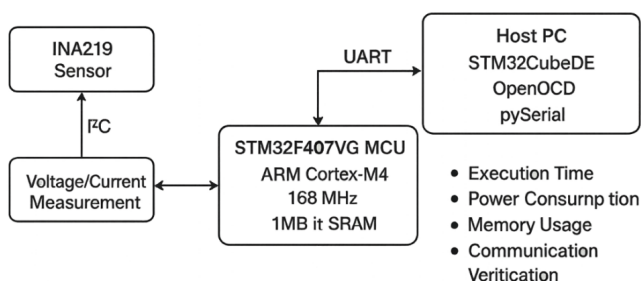 INA219
Sensor
I²C
Voltage/Current
Measurement
UART
STM32F407VG MCU
ARM Cortex-M4
168 MHz
1MB it SRAM
Host PC
STM32CubeDE
OpenOCD
pySerial
• Execution Time
• Power Consurnp tion
• Memory Usage
• Communication
Veritication